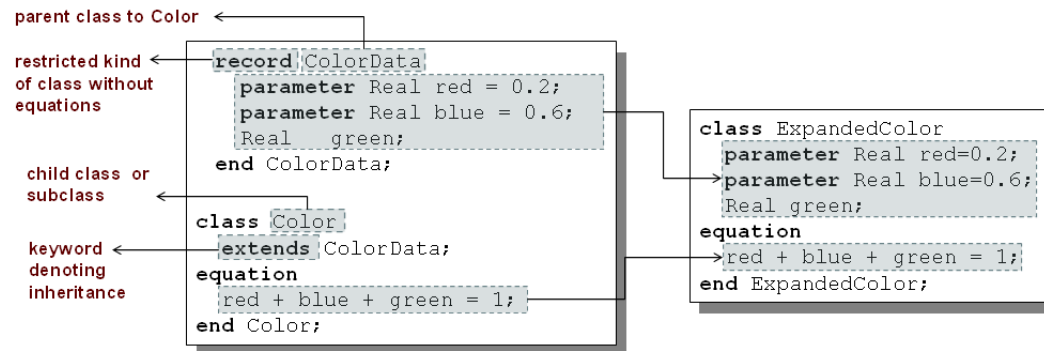 parent class to Color
restricted kind
of class without
equations
child class or
subclass
keyword
denoting
inheritance
record ColorData
parameter Real red = 0.2;
parameter Real blue = 0.6;
Real green;
end ColorData;
class Color
extends ColorData;
equation
red + blue + green = 1;
end Color;
class ExpandedColor
parameter Real red=0.2;
parameter Real blue=0.6;
Real green;
equation
red + blue + green = 1;
end ExpandedColor;